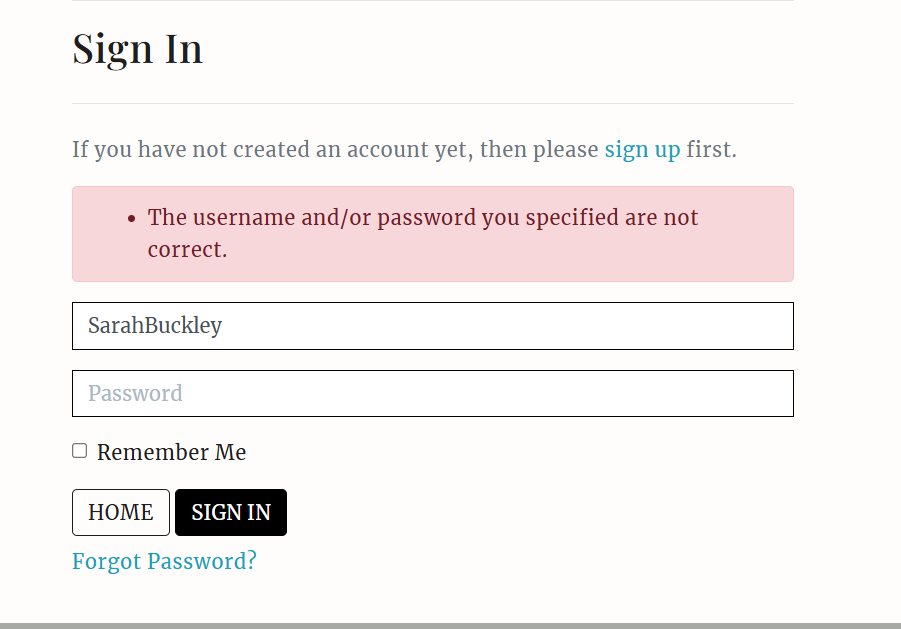 Sign In
If you have not created an account yet, then please sign up first.
The username and/or password you specified are not
correct.
SarahBuckley
Password
Remember Me
HOME SIGN IN
Forgot Password?